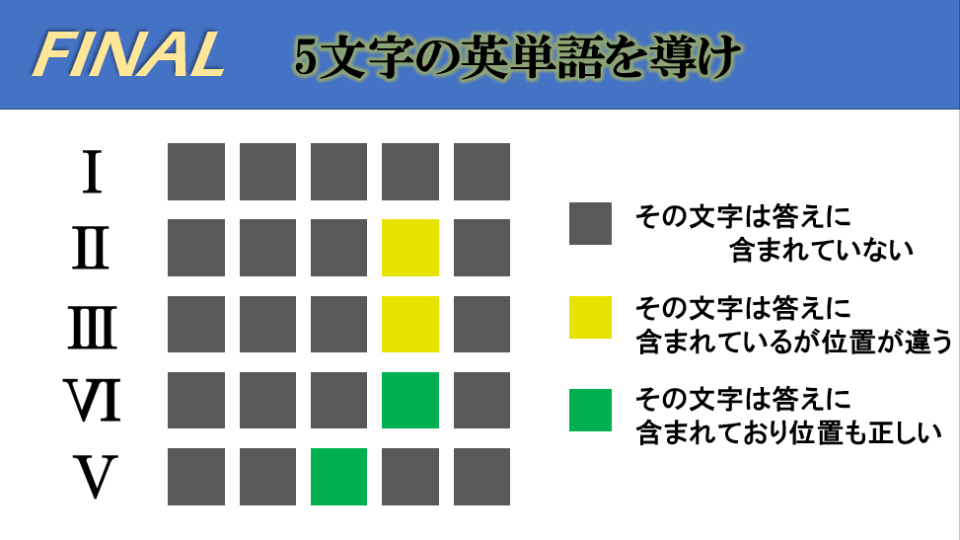 FINAL
5文字の英単語を導け
Ⅰ
Ⅱ
Ⅲ
Ⅵ
Ⅴ
その文字は答えに
含まれていない
その文字は答えに
含まれているが位置が違う
その文字は答えに
含まれており位置も正しい